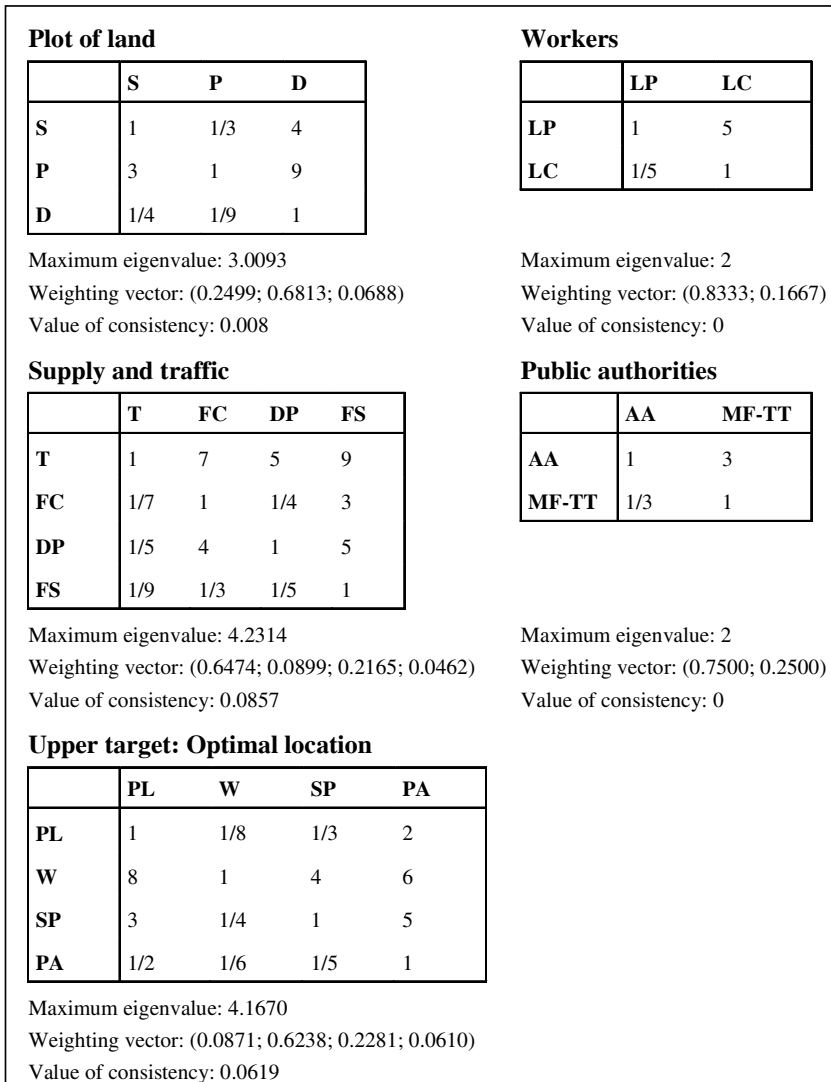 Plot of land
S P D
S 1 1/3 4
P 3 1 9
D 1/4 1/9 1
Maximum eigenvalue: 3.0093
Weighting vector: (0.2499; 0.6813; 0.0688)
Value of consistency: 0.008
Workers
LP LC
LP 1 5
LC 1/5 1
Maximum eigenvalue: 2
Weighting vector: (0.8333; 0.1667)
Value of consistency: 0
Supply and traffic
T FC DP FS
T 1 7 5 9
FC 1/7 1 1/4 3
DP 1/5 4 1 5
FS 1/9 1/3 1/5 1
Maximum eigenvalue: 4.2314
Weighting vector: (0.6474; 0.0899; 0.2165; 0.0462)
Value of consistency: 0.0857
Public authorities
AA MF-TT
AA 1 3
MF-TT 1/3 1
Maximum eigenvalue: 2
Weighting vector: (0.7500; 0.2500)
Value of consistency: 0
Upper target: Optimal location
PL W SP PA
PL 1 1/8 1/3 2
W 8 1 4 6
SP 3 1/4 1 5
PA 1/2 1/6 1/5 1
Maximum eigenvalue: 4.1670
Weighting vector: (0.0871; 0.6238; 0.2281; 0.0610)
Value of consistency: 0.0619